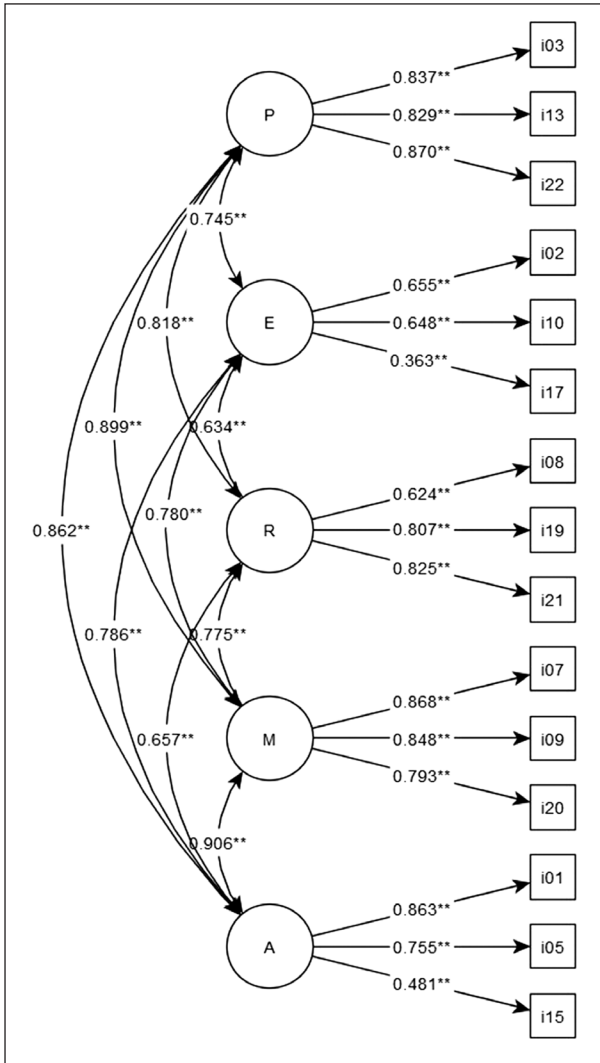 i03
0.837**
P
0.829**
i13
0.870**
i22
0.745**
i02
0.655**
0.818**
E
0.648**
i10
0.363**
i17
0.899**
0.634**
i08
0.624**
0.780**
0.862**
R
0.807**
i19
0.825**
i21
0.786**
0.775**
i07
0.868**
0.657**
M
0.848**
i09
0.793**
i20
0.906**
i01
0.863**
A
0.755**
i05
0.481**
i15